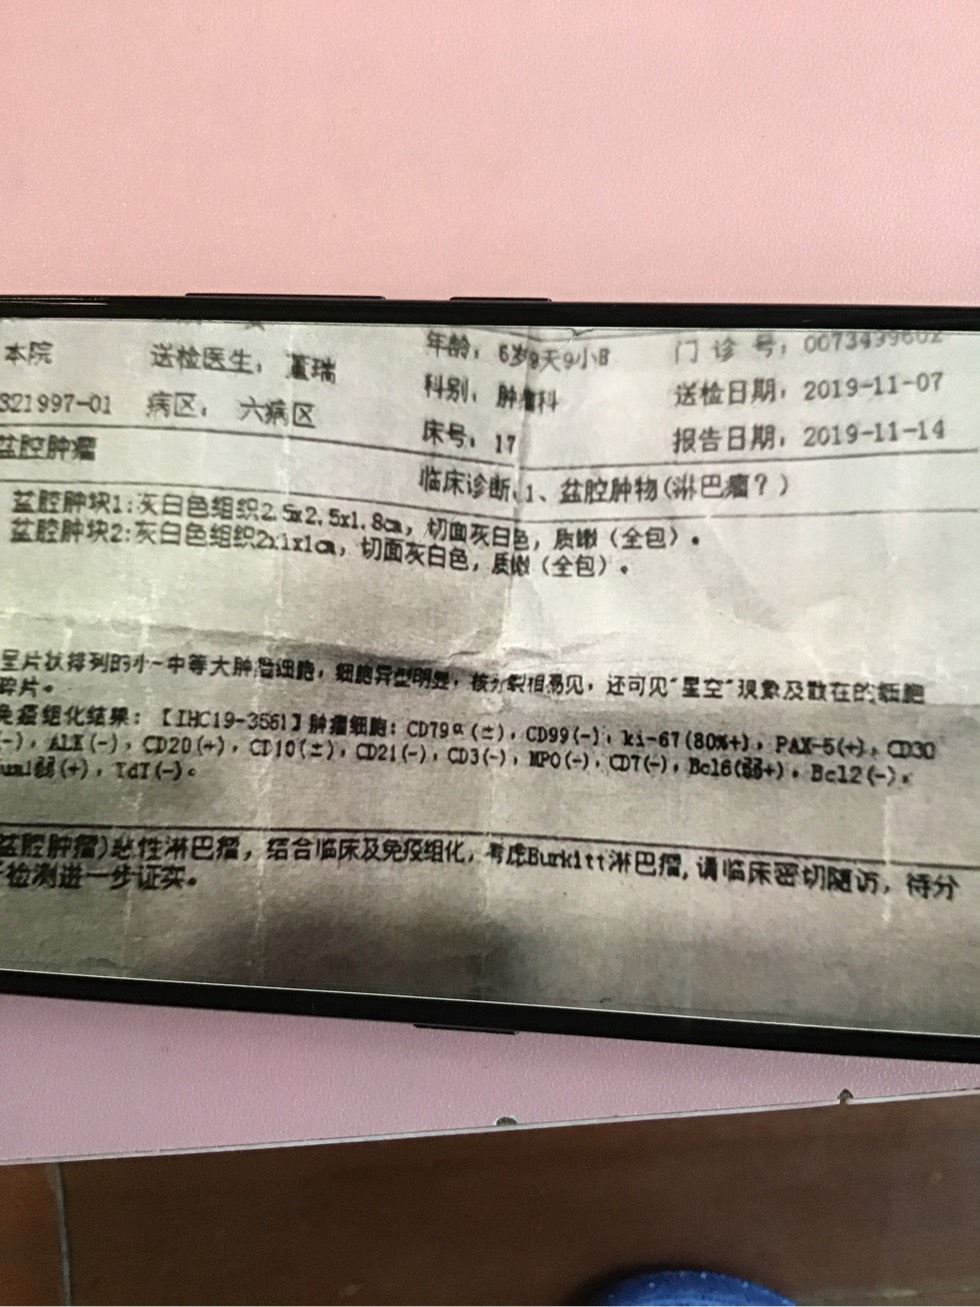 本院 送检医生： 董瑞 年龄： 6岁9天9小时 门 诊 号：
S21997-01 病区： 六病区 科别： 肿瘤科 送检日期： 2019-11-07
床号： 17 报告日期： 2019-11-14
盆腔肿瘤
临床诊断：1、盆腔肿物(淋巴瘤？)
盆腔肿块1:灰白色组织2.5x2.5x1.8cm，切面灰白色，质嫩（全包）。
盆腔肿块2:灰白色组织2x1x1cm，切面灰白色，质嫩（全包）。
呈片状排列的小-中等大肿瘤细胞，细胞异型明显，核分裂相易见，还可见"星空"现象及散在的细胞
碎片。
免疫组化结果：【IHC19-3561】肿瘤细胞：CD79α(±)，CD99(-)，ki-67(80%+)，PAX-5(+)，CD30
(-)，ALK(-)，CD20(+)，CD10(±)，CD21(-)，CD3(-)，MPO(-)，CD7(-)，Bcl6(弱+)，Bcl2(-)，
(+)，TdT(-)。
盆腔肿瘤)恶性淋巴瘤，结合临床及免疫组化，考虑Burkitt淋巴瘤,请临床密切随访，待分
检测进一步证实。